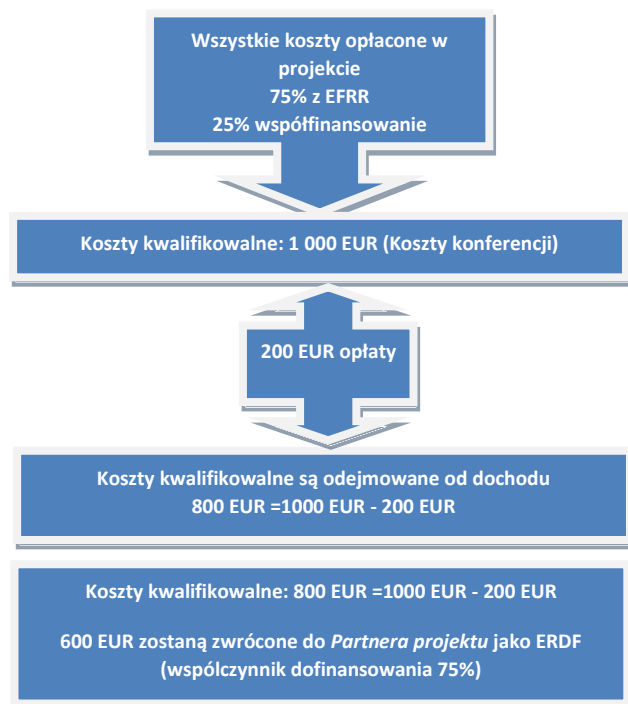 Wszystkie koszty opłacone w
projekcie
75% z EFRR
25% współfinansowanie
Koszty kwalifikowalne: 1 000 EUR (Koszty konferencji)
200 EUR opłaty
Koszty kwalifikowalne są odejmowane od dochodu
800 EUR =1000 EUR - 200 EUR
Koszty kwalifikowalne: 800 EUR =1000 EUR - 200 EUR
600 EUR zostaną zwrócone do Partnera projektu jako ERDF
(wspólczynnik dofinansowania 75%)